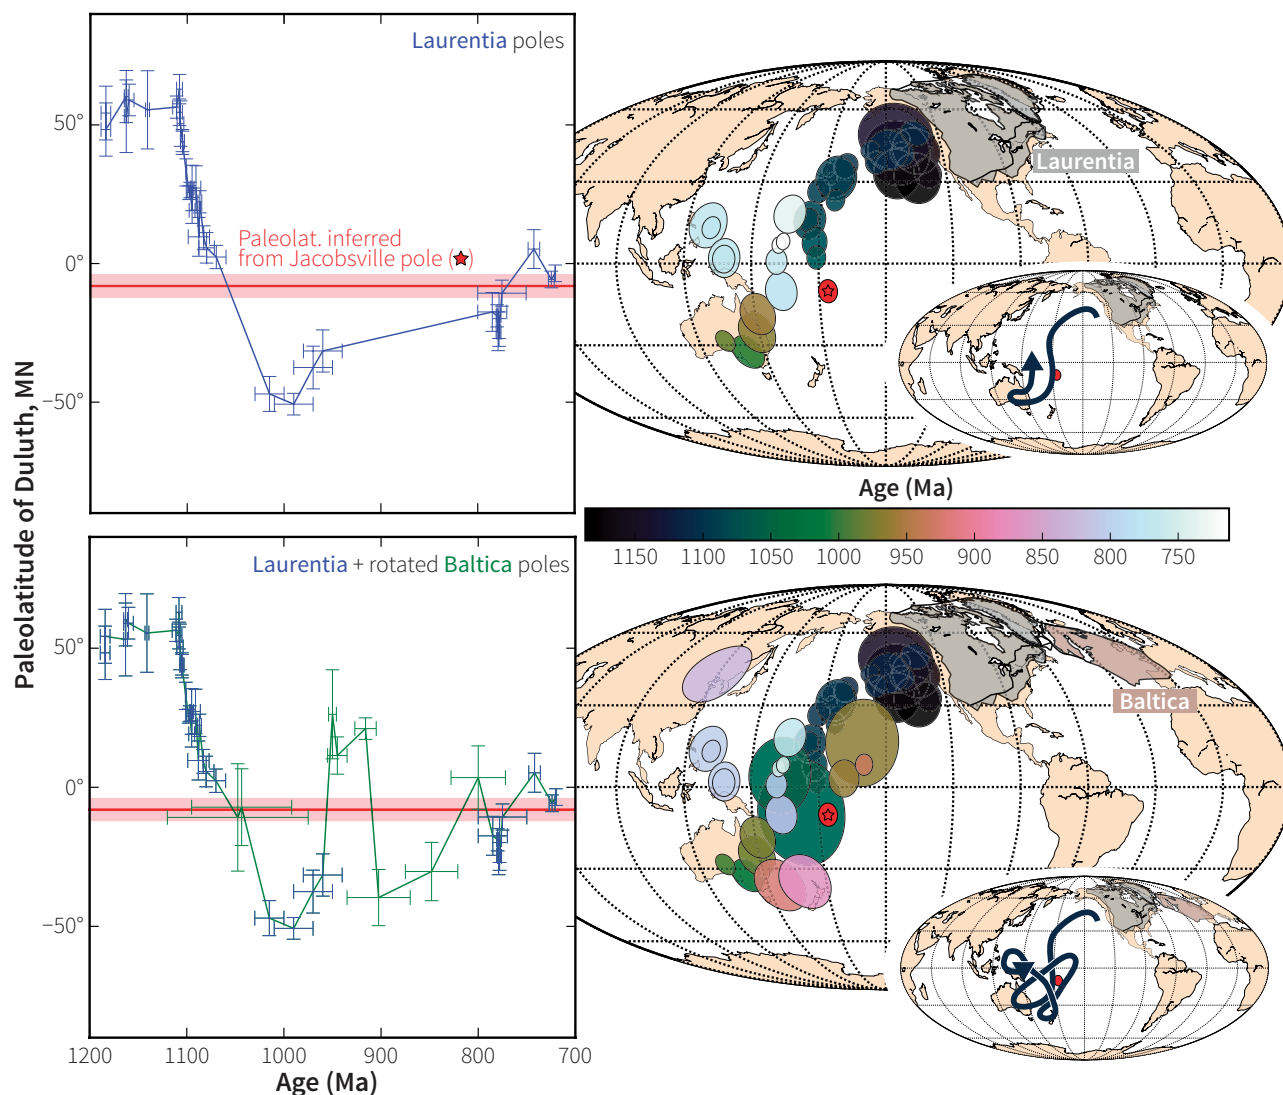 Laurentia poles
50°
0°
−50°
Paleolat. inferred
from Jacobsville pole (★)
Laurentia
Paleolatitude of Duluth, MN
Age (Ma)
1150 1100 1050 1000 950 900 850 800 750
Laurentia + rotated Baltica poles
50°
0°
−50°
Baltica
1200 1100 1000 900 800 700
Age (Ma)